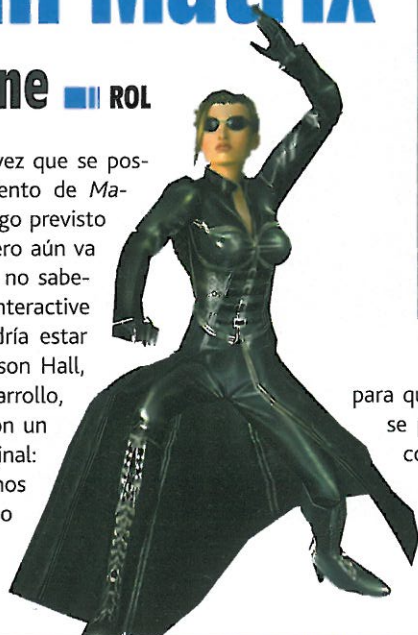 Matrix
ne ROL
vez que se pos-
ento de Ma-
go previsto
ero aún va
no sabe-
nteractive
dría estar
son Hall,
arrollo,
on un
inal:
nos
o
para qu
se p
co